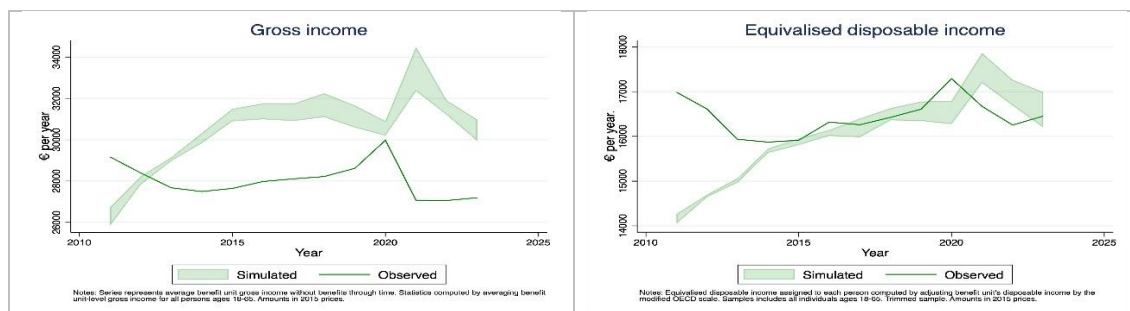 Gross income
€ per year
34000
32000
30000
28000
26000
2010
2015
2020
2025
Year
Simulated
Observed
Notes: Series represents average benefit unit gross income without benefits through time. Statistics computed by averaging benefit
unit-level gross income for all persons ages 18-65. Amounts in 2015 prices.
Equivalised disposable income
€ per year
18000
17000
16000
15000
14000
2010
2015
2020
2025
Year
Simulated
Observed
Notes: Equivalised disposable income assigned to each person computed by adjusting benefit unit's disposable income by the
modified OECD scale. Samples includes all individuals ages 18-65. Trimmed sample. Amounts in 2015 prices.